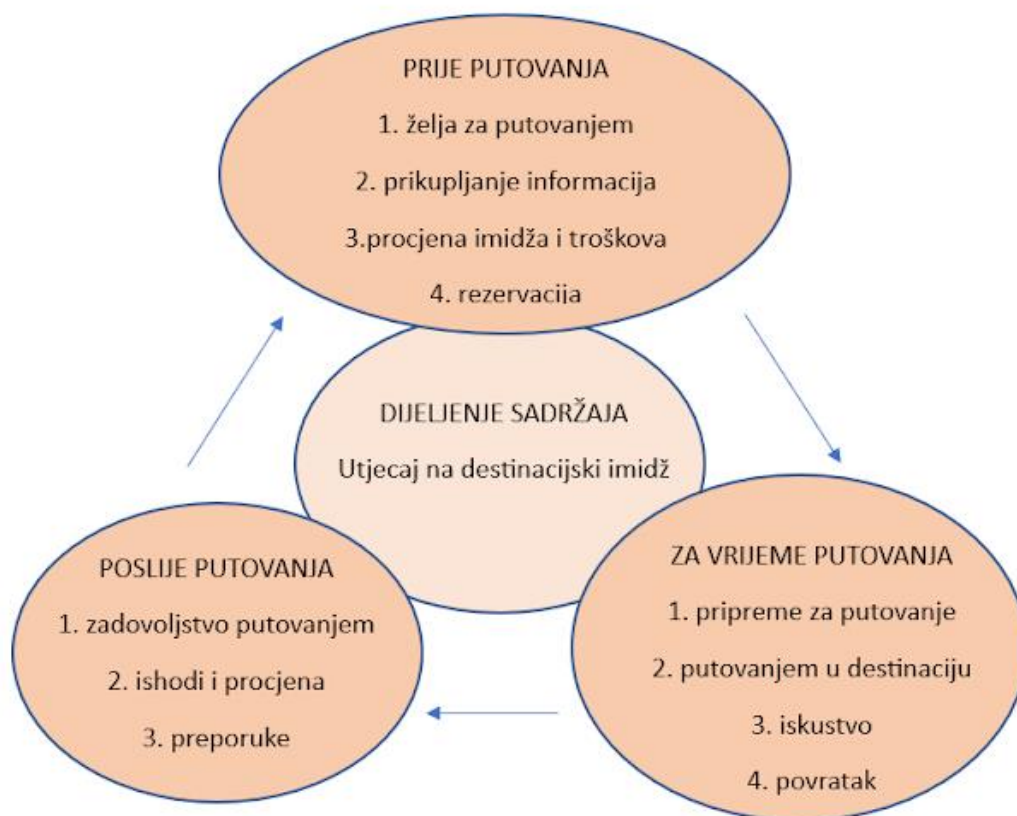 PRIJE PUTOVANJA
1. želja za putovanjem
2. prikupljanje informacija
3.procjena imidža i troškova
4. rezervacija
DIJELJENJE SADRŽAJA
Utjecaj na destinacijski imidž
ZA VRIJEME PUTOVANJA
1. pripreme za putovanje
2. putovanjem u destinaciju
3. iskustvo
4. povratak
POSLIJE PUTOVANJA
1. zadovoljstvo putovanjem
2. ishodi i procjena
3. preporuke